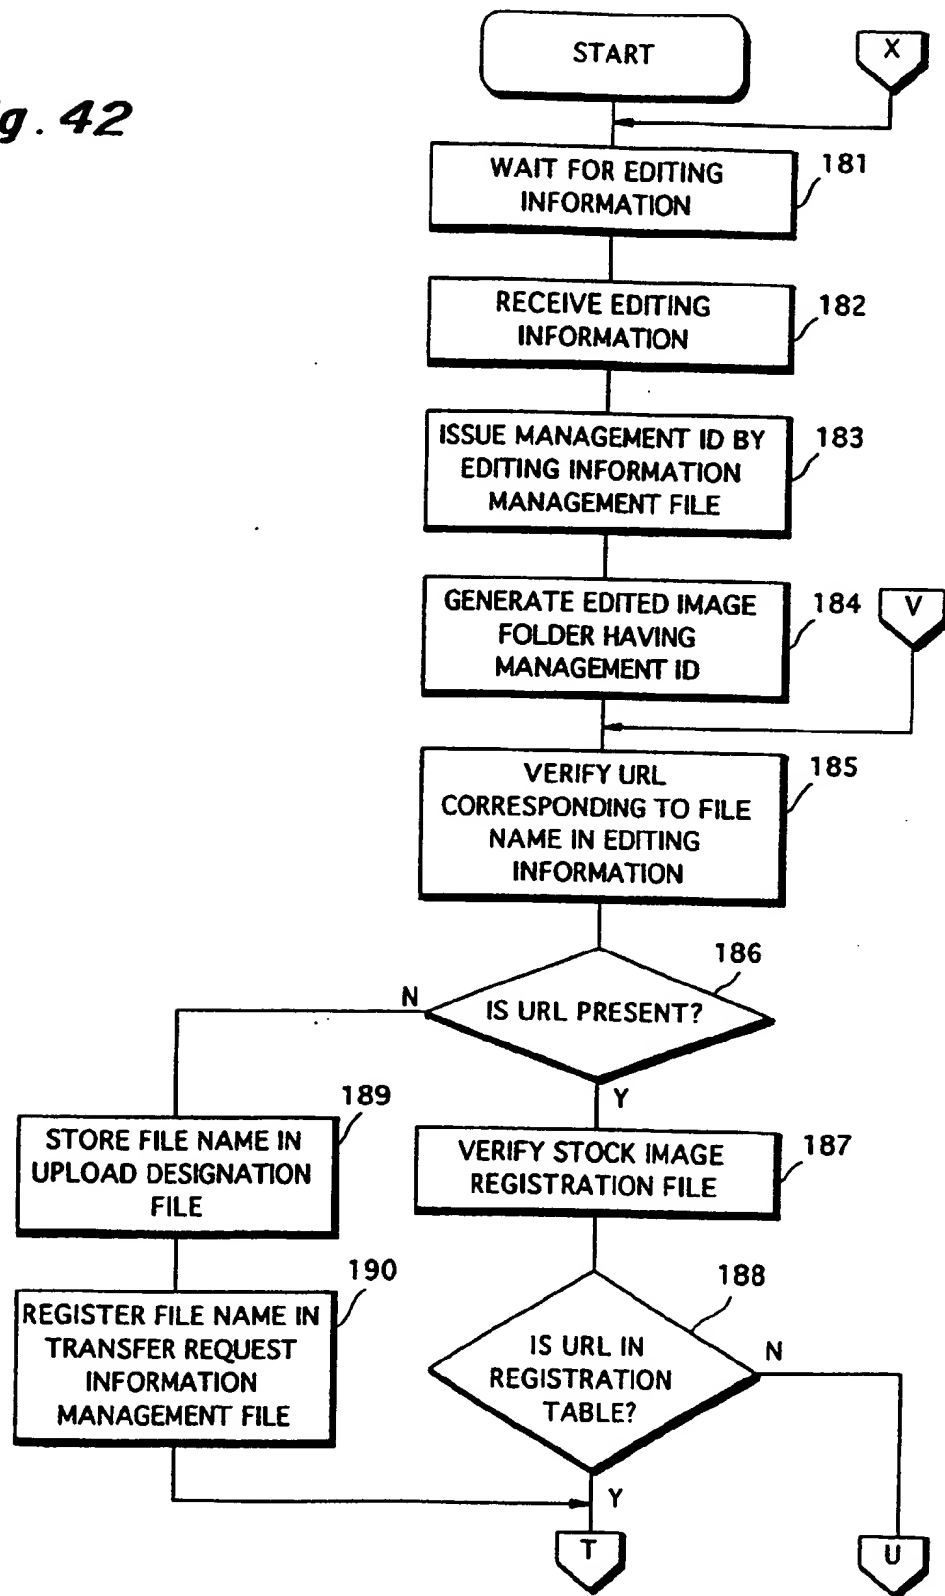 START
X
g. 42
WAIT FOR EDITING
INFORMATION
181
RECEIVE EDITING
INFORMATION
182
ISSUE MANAGEMENT ID BY
EDITING INFORMATION
MANAGEMENT FILE
183
GENERATE EDITED IMAGE
FOLDER HAVING
MANAGEMENT ID
184
V
VERIFY URL
CORRESPONDING TO FILE
NAME IN EDITING
INFORMATION
185
IS URL PRESENT?
186
N
Y
STORE FILE NAME IN
UPLOAD DESIGNATION
FILE
189
VERIFY STOCK IMAGE
REGISTRATION FILE
187
REGISTER FILE NAME IN
TRANSFER REQUEST
INFORMATION
MANAGEMENT FILE
190
IS URL IN
REGISTRATION
TABLE?
188
N
Y
T
U